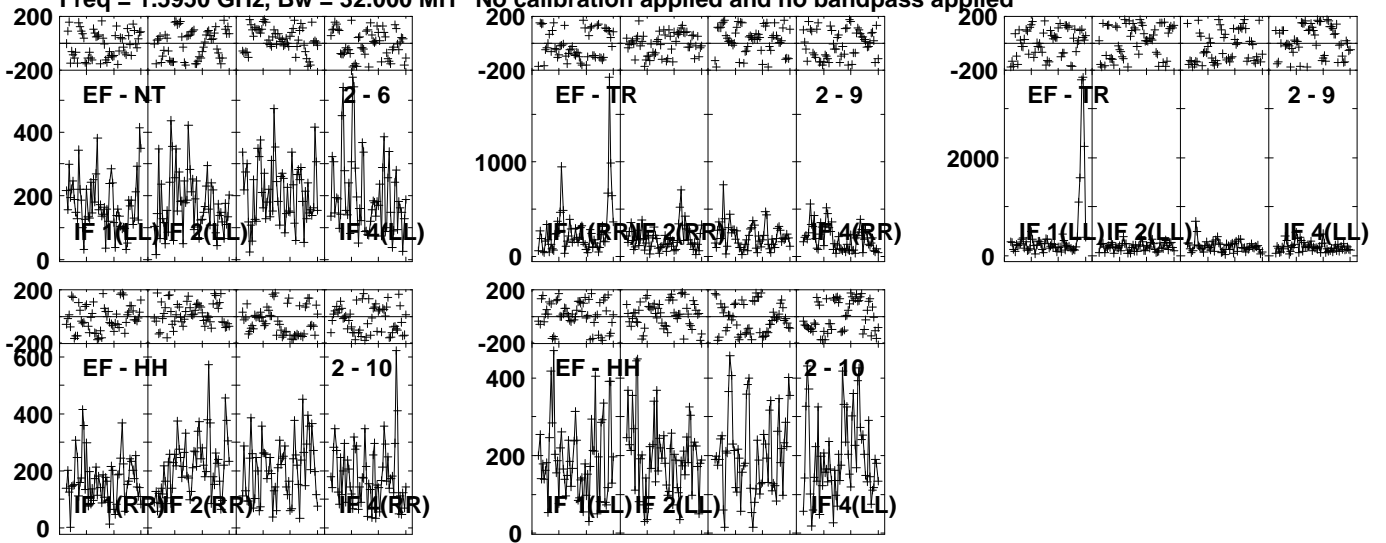 Freq = 1.5950 GHz, Bw = 32.000 MH No calibration applied and no bandpass applied
200
-200
EF - NT 2 - 6
400
200
0
IF 1(LL) IF 2(LL) IF 4(LL)
200
-200
EF - TR 2 - 9
1000
0
IF 1(RR) IF 2(RR) IF 4(RR)
200
-200
EF - TR 2 - 9
2000
0
IF 1(LL) IF 2(LL) IF 4(LL)
200
-200
600
EF - HH 2 - 10
400
200
0
IF 1(RR) IF 2(RR) IF 4(RR)
200
-200
EF - HH 2 - 10
400
200
0
IF 1(LL) IF 2(LL) IF 4(LL)